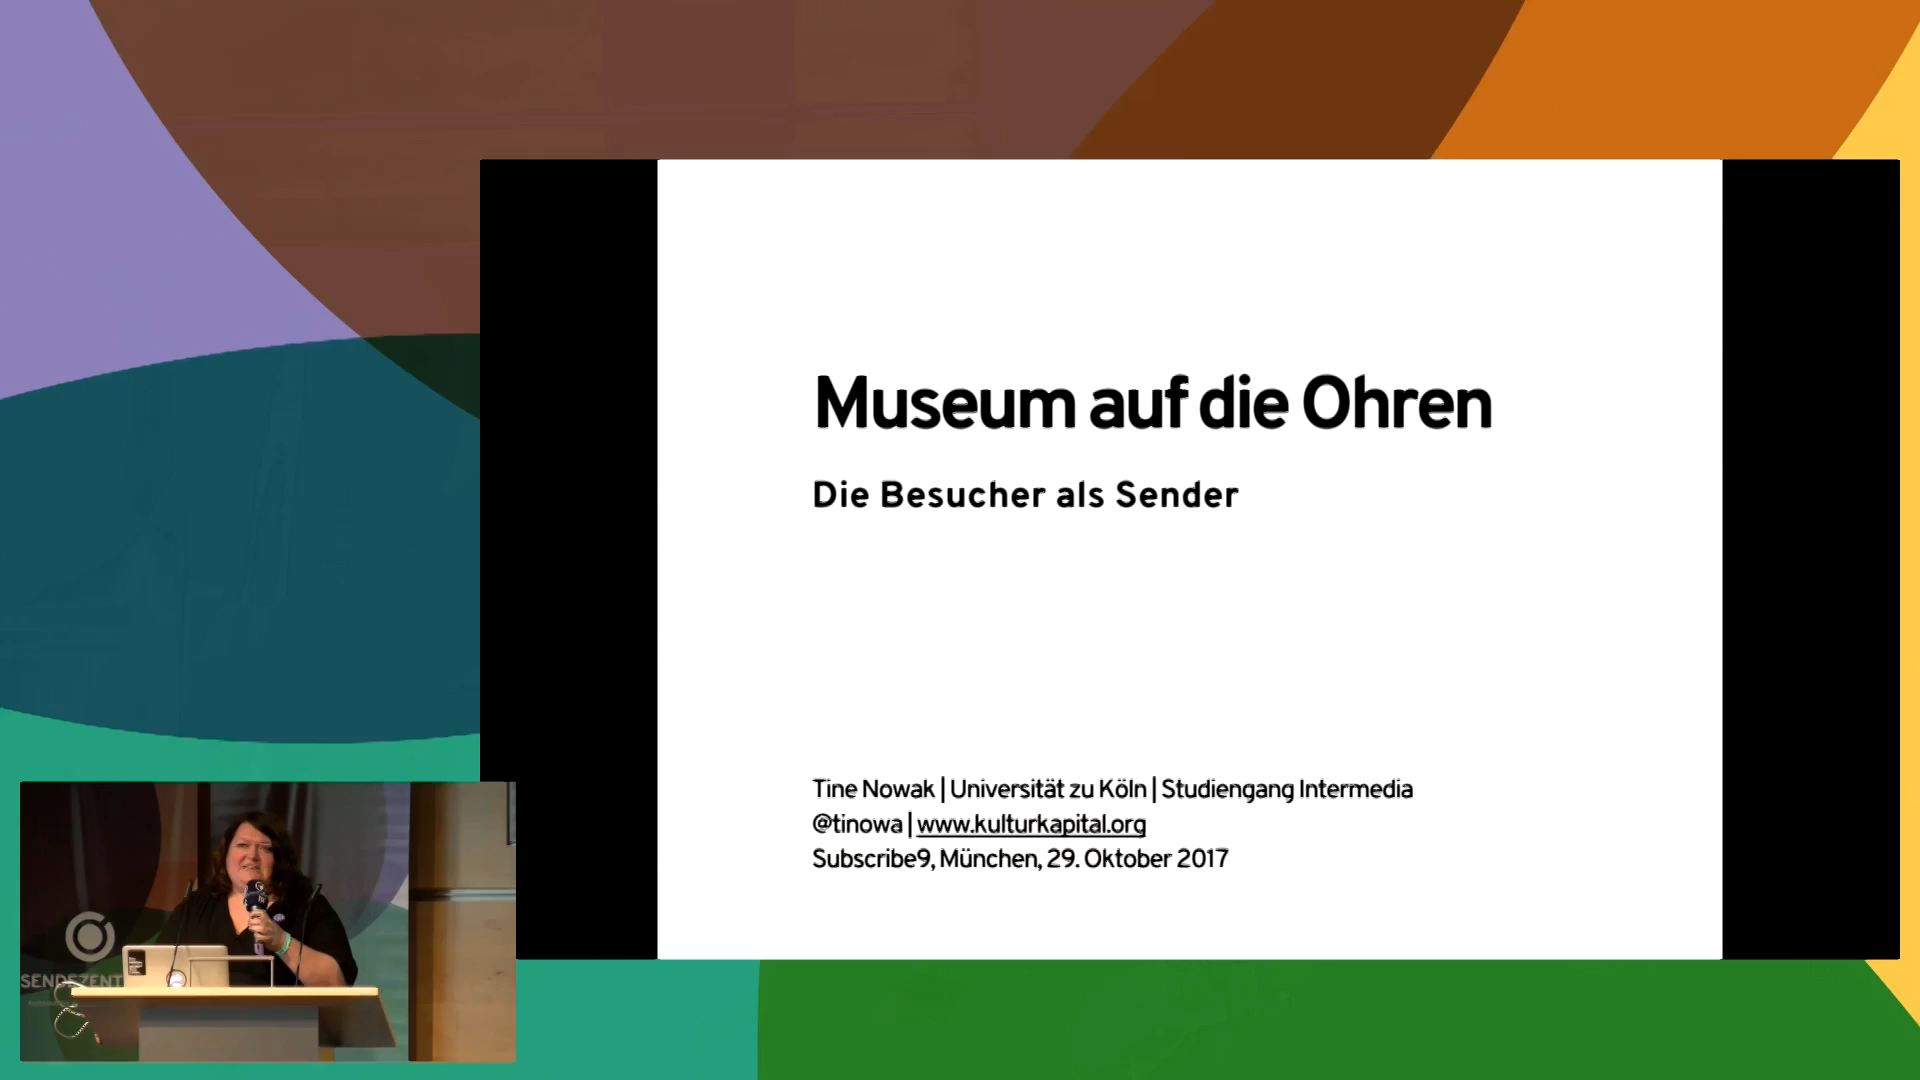 Museum auf die Ohren
Die Besucher als Sender
Tine Nowak | Universität zu Köln | Studiengang Intermedia
@tinowa | www.kulturkapital.org
Subscribe9, München, 29. Oktober 2017
SENDEZENT